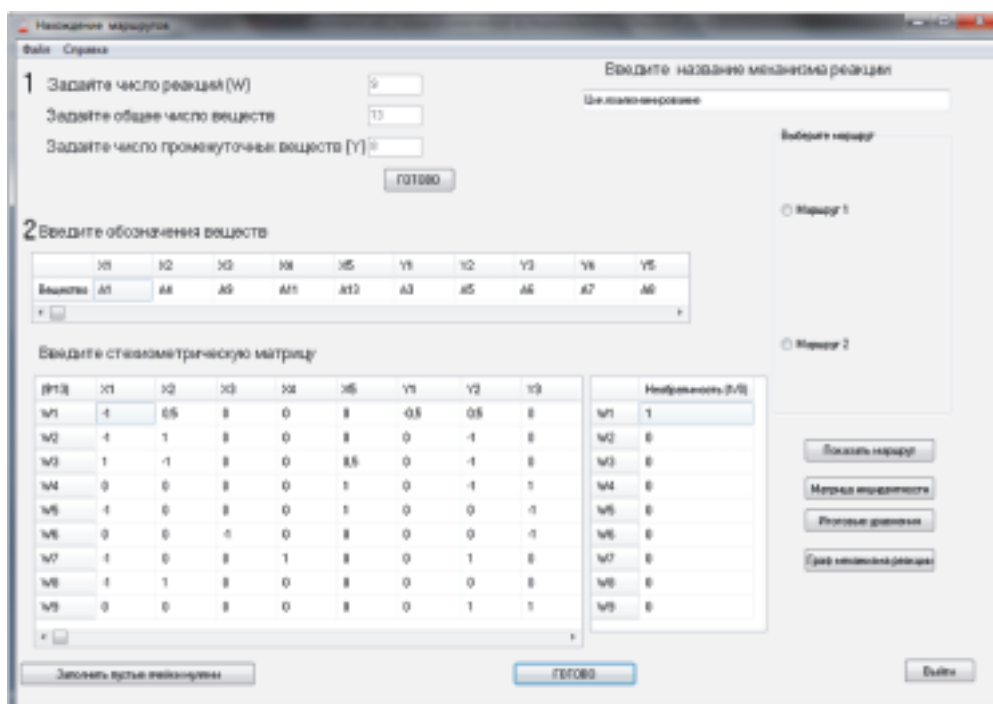 Нахождение маршрутов
Файл Справка
1 Задайте число реакций (W) 9
Задайте общее число веществ 13
Задайте число промежуточных веществ (Y) 8
ГОТОВО
Введите название механизма реакции
Циклоалюминирование
Выберите маршрут
Маршрут 1
Маршрут 2
2 Введите обозначения веществ
X1 X2 X3 X4 X5 Y1 Y2 Y3 Y4 Y5
Вещество A1 A4 A9 A11 A13 A3 A5 A6 A7 A8
Введите стехиометрическую матрицу
(9*13) X1 X2 X3 X4 X5 Y1 Y2 Y3
W1 -1 0,5 0 0 0 -0,5 0,5 0
W2 -1 1 0 0 0 0 -1 0
W3 1 -1 0 0 0,5 0 -1 0
W4 0 0 0 0 1 0 -1 1
W5 -1 0 0 0 1 0 0 -1
W6 0 0 -1 0 0 0 0 -1
W7 -1 0 0 1 0 0 1 0
W8 -1 1 0 0 0 0 0 0
W9 0 0 0 0 0 0 1 1
Необратимость (1/0)
W1 1
W2 0
W3 0
W4 0
W5 0
W6 0
W7 0
W8 0
W9 0
Показать маршрут
Матрица инцидентности
Итоговые уравнения
Граф механизма реакции
Заполнить пустые ячейки нулями
ГОТОВО
Выйти